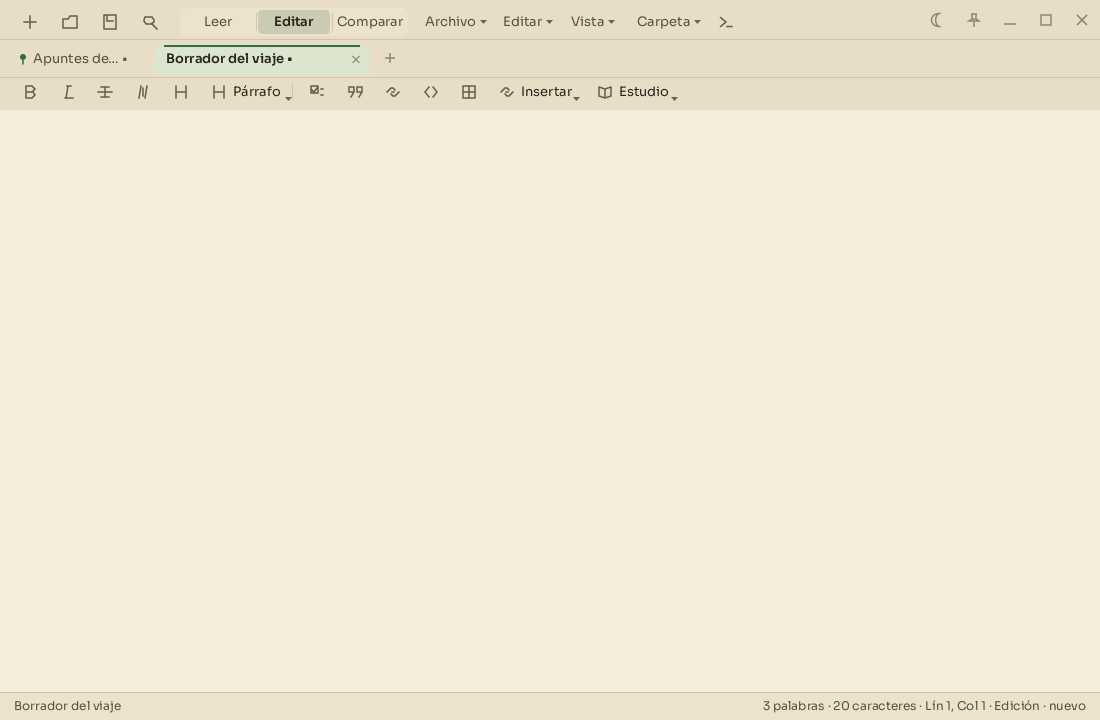 Leer Editar Comparar Archivo Editar Vista Carpeta
Apuntes de... • Borrador del viaje •
Párrafo Insertar Estudio
Borrador del viaje 3 palabras · 20 caracteres · Lín 1, Col 1 · Edición · nuevo